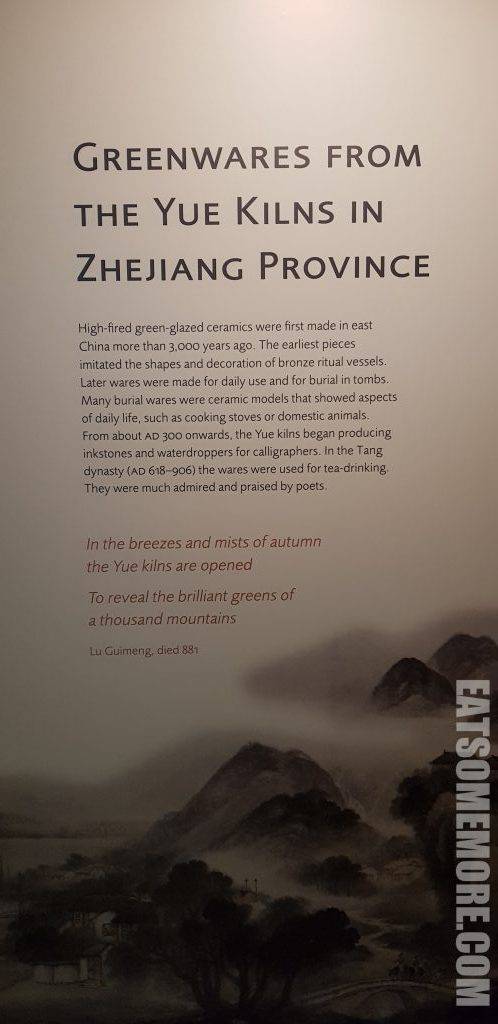 GREENWARES FROM
THE YUE KILNS IN
ZHEJIANG PROVINCE
High-fired green-glazed ceramics were first made in east
China more than 3,000 years ago. The earliest pieces
imitated the shapes and decoration of bronze ritual vessels.
Later wares were made for daily use and for burial in tombs.
Many burial wares were ceramic models that showed aspects
of daily life, such as cooking stoves or domestic animals.
From about AD 300 onwards, the Yue kilns began producing
inkstones and waterdroppers for calligraphers. In the Tang
dynasty (AD 618–906) the wares were used for tea-drinking.
They were much admired and praised by poets.
In the breezes and mists of autumn
the Yue kilns are opened
To reveal the brilliant greens of
a thousand mountains
Lu Guimeng, died 881
EATSOMEMORE.COM